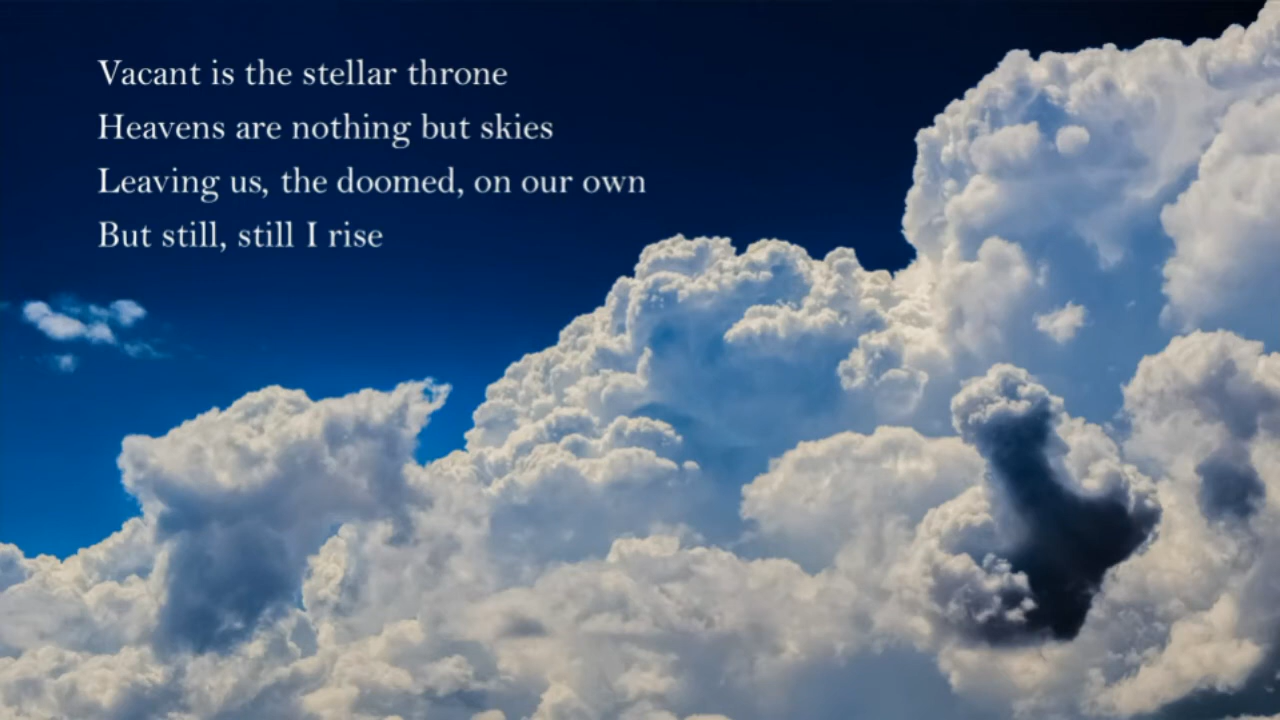 Vacant is the stellar throne
Heavens are nothing but skies
Leaving us, the doomed, on our own
But still, still I rise